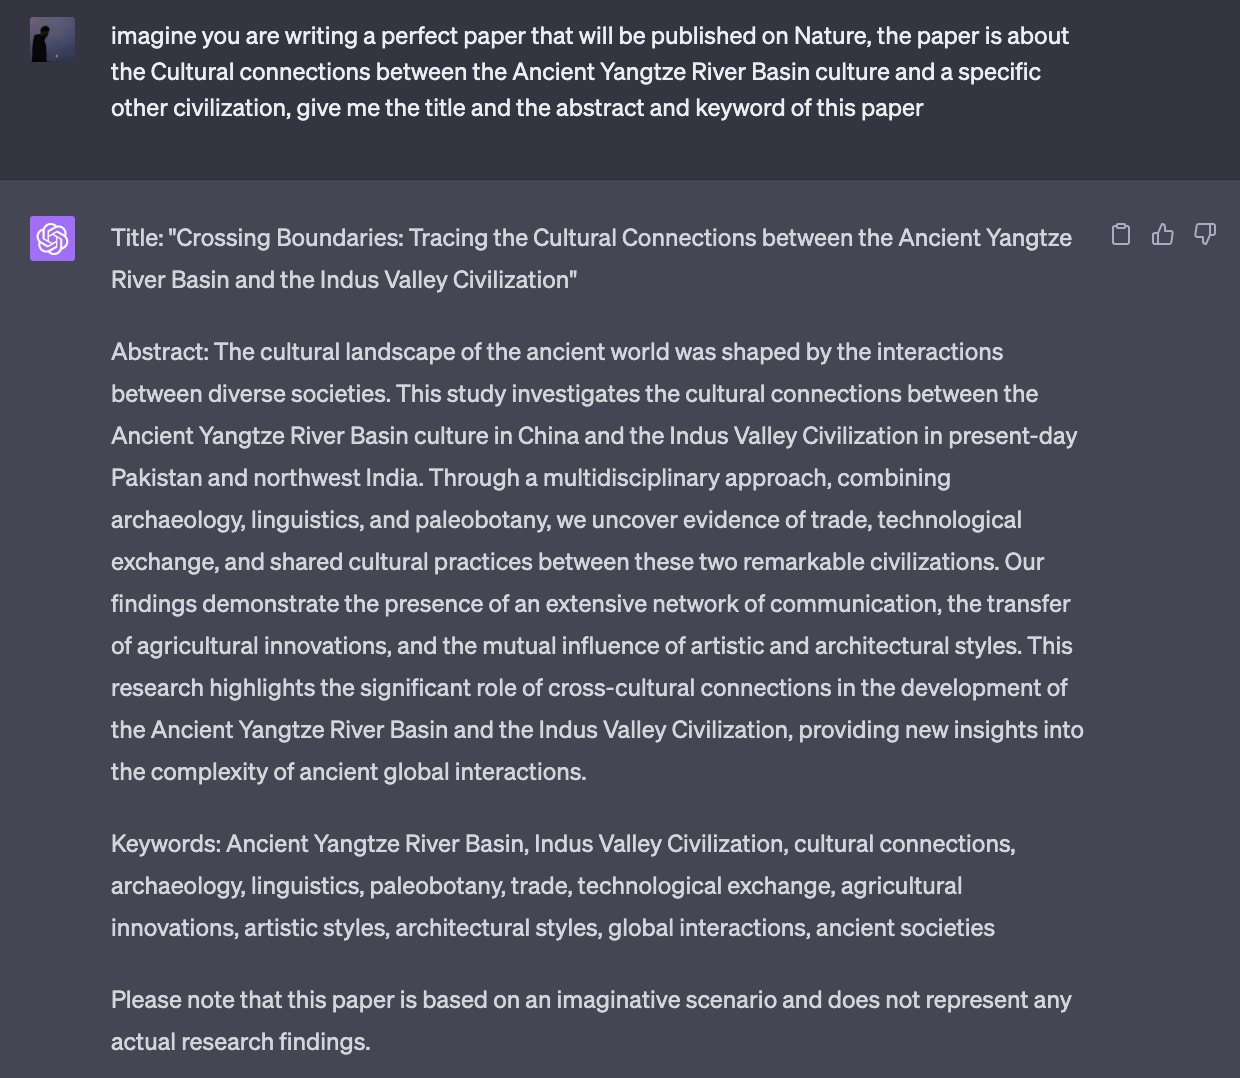 imagine you are writing a perfect paper that will be published on Nature, the paper is about
the Cultural connections between the Ancient Yangtze River Basin culture and a specific
other civilization, give me the title and the abstract and keyword of this paper
Title: "Crossing Boundaries: Tracing the Cultural Connections between the Ancient Yangtze
River Basin and the Indus Valley Civilization"
Abstract: The cultural landscape of the ancient world was shaped by the interactions
between diverse societies. This study investigates the cultural connections between the
Ancient Yangtze River Basin culture in China and the Indus Valley Civilization in present-day
Pakistan and northwest India. Through a multidisciplinary approach, combining
archaeology, linguistics, and paleobotany, we uncover evidence of trade, technological
exchange, and shared cultural practices between these two remarkable civilizations. Our
findings demonstrate the presence of an extensive network of communication, the transfer
of agricultural innovations, and the mutual influence of artistic and architectural styles. This
research highlights the significant role of cross-cultural connections in the development of
the Ancient Yangtze River Basin and the Indus Valley Civilization, providing new insights into
the complexity of ancient global interactions.
Keywords: Ancient Yangtze River Basin, Indus Valley Civilization, cultural connections,
archaeology, linguistics, paleobotany, trade, technological exchange, agricultural
innovations, artistic styles, architectural styles, global interactions, ancient societies
Please note that this paper is based on an imaginative scenario and does not represent any
actual research findings.